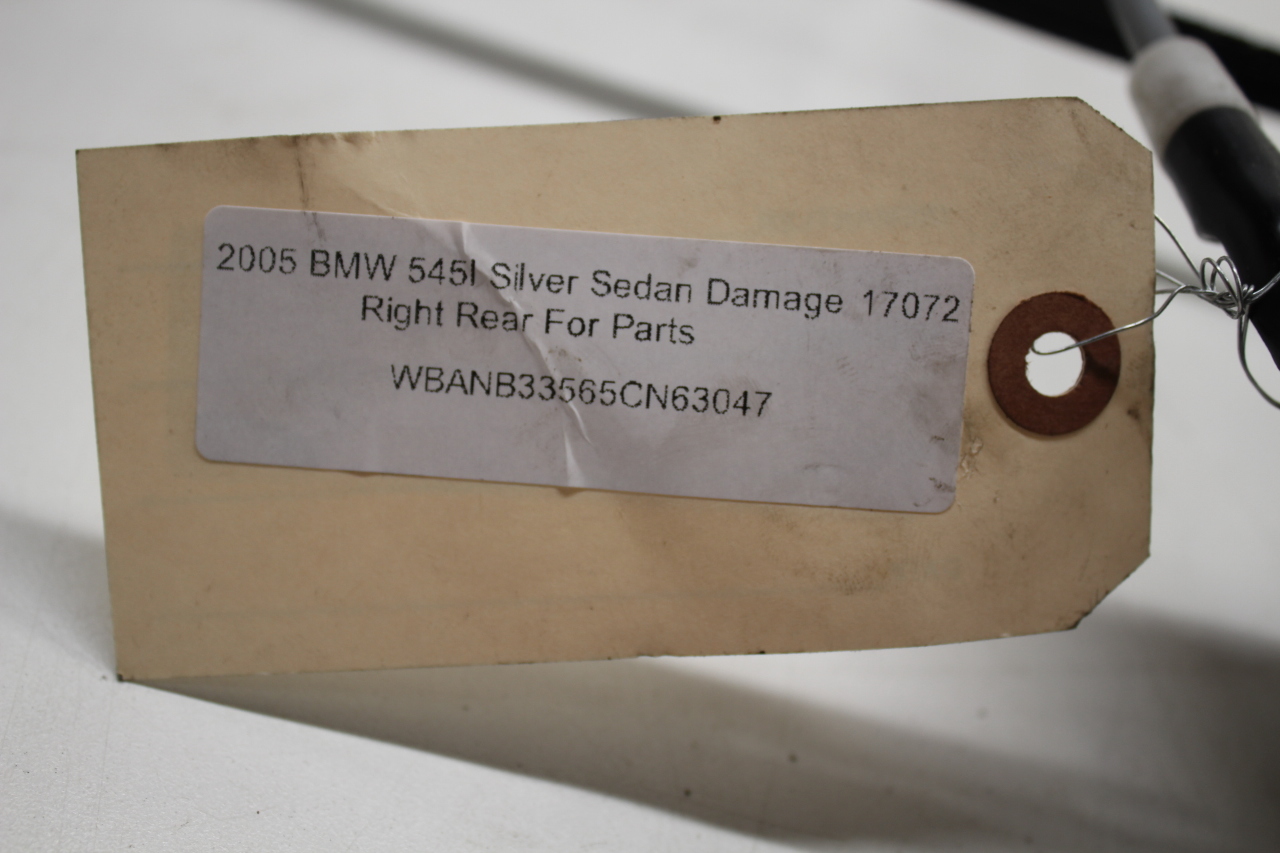 2005 BMW 545I Silver Sedan Damage 17072
Right Rear For Parts
WBANB33565CN63047